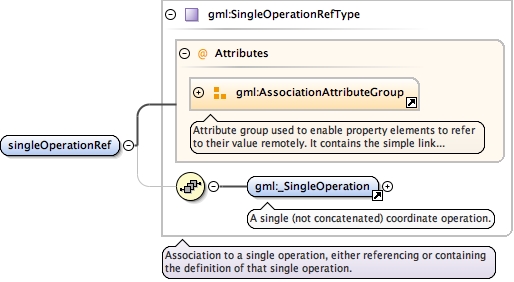 gml:SingleOperationRefType
@ Attributes
gml:AssociationAttributeGroup
Attribute group used to enable property elements to refer
to their value remotely. It contains the simple link...
singleOperationRef
gml:_SingleOperation
A single (not concatenated) coordinate operation.
Association to a single operation, either referencing or containing
the definition of that single operation.